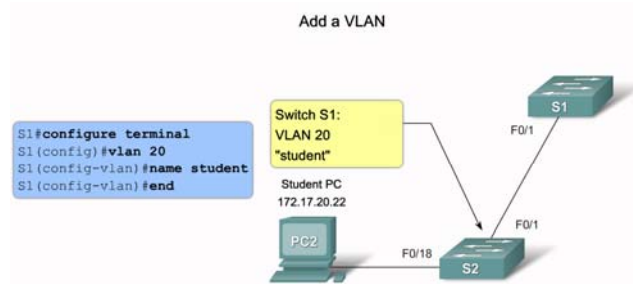 Add a VLAN
S1#configure terminal
S1(config)#vlan 20
S1(config-vlan)#name student
S1(config-vlan)#end
Switch S1:
VLAN 20
"student"
Student PC
172.17.20.22
PC2
F0/18
S2
F0/1
F0/1
S1